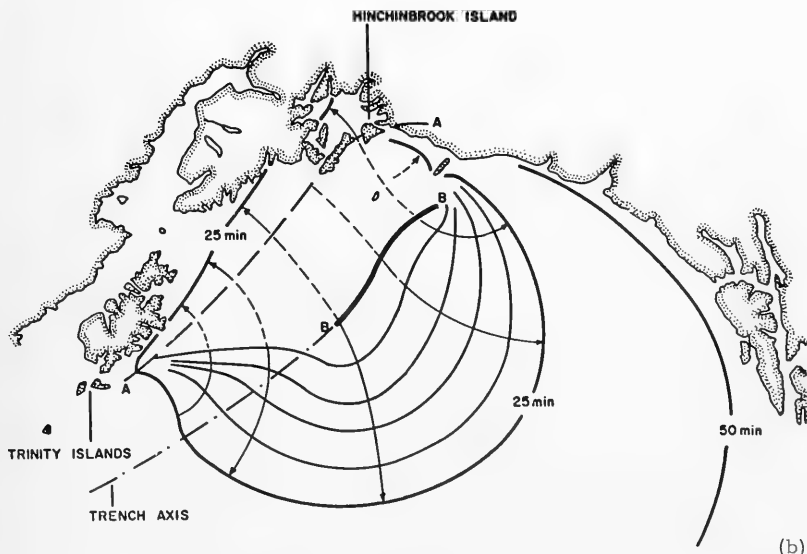 HINCHINBROOK ISLAND
A
B
25 min
B
A
25 min
50 min
TRINITY ISLANDS
TRENCH AXIS
(b)